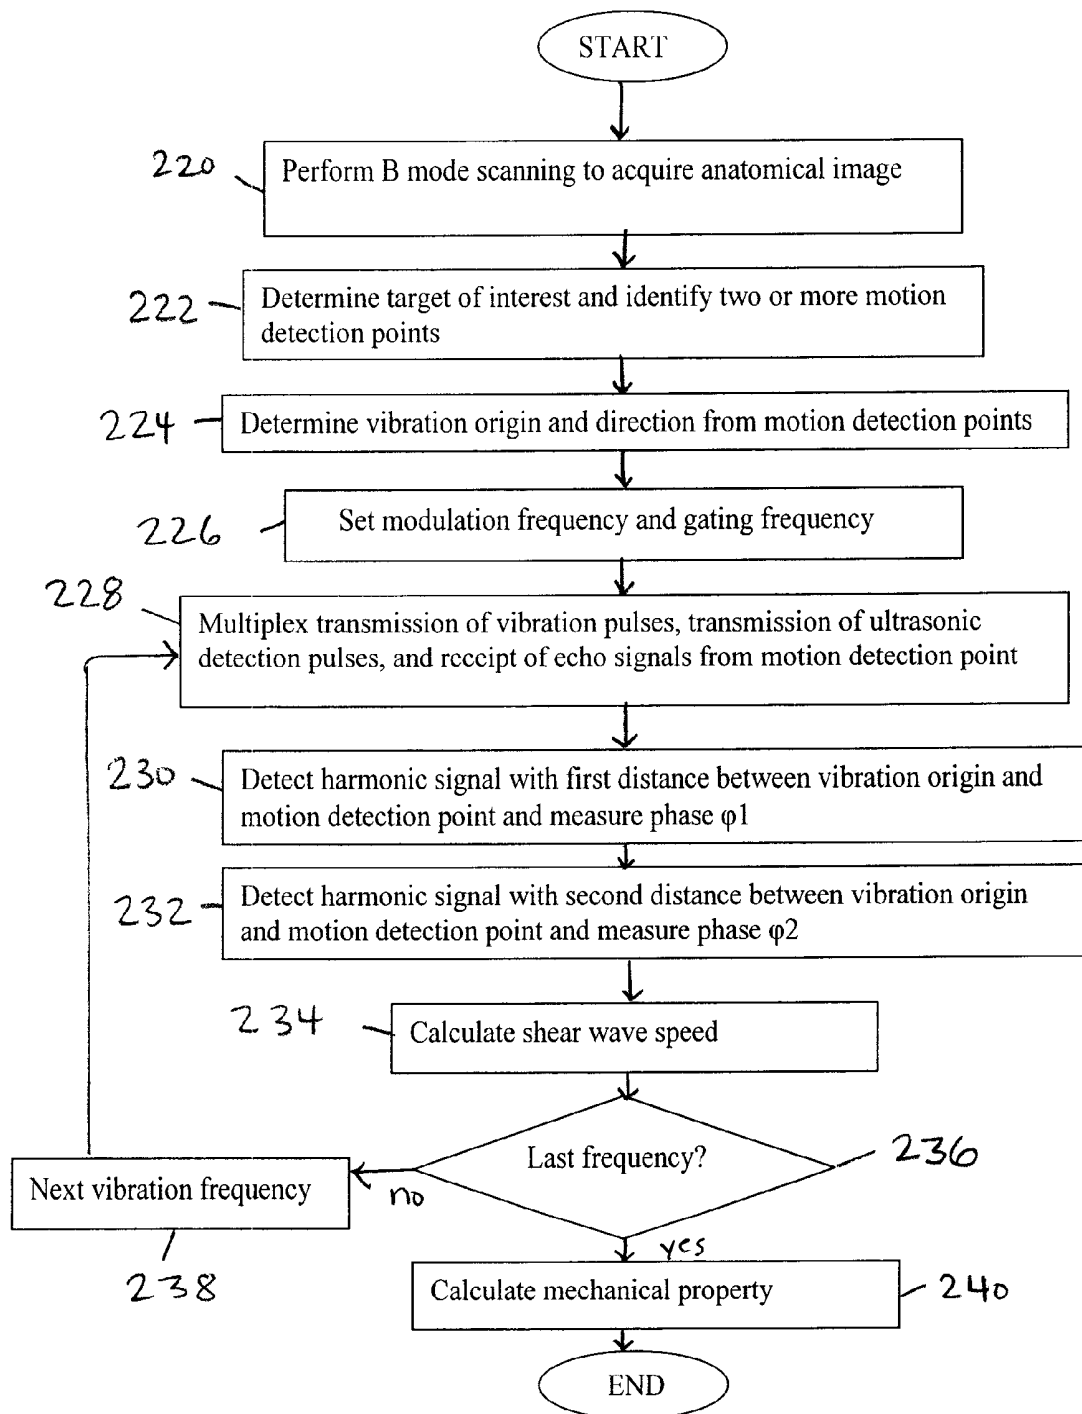 START
220
Perform B mode scanning to acquire anatomical image
222
Determine target of interest and identify two or more motion
detection points
224
Determine vibration origin and direction from motion detection points
226
Set modulation frequency and gating frequency
228
Multiplex transmission of vibration pulses, transmission of ultrasonic
detection pulses, and receipt of echo signals from motion detection point
230
Detect harmonic signal with first distance between vibration origin and
motion detection point and measure phase φ1
232
Detect harmonic signal with second distance between vibration origin
and motion detection point and measure phase φ2
234
Calculate shear wave speed
Last frequency?
236
no
Next vibration frequency
238
yes
Calculate mechanical property
240
END